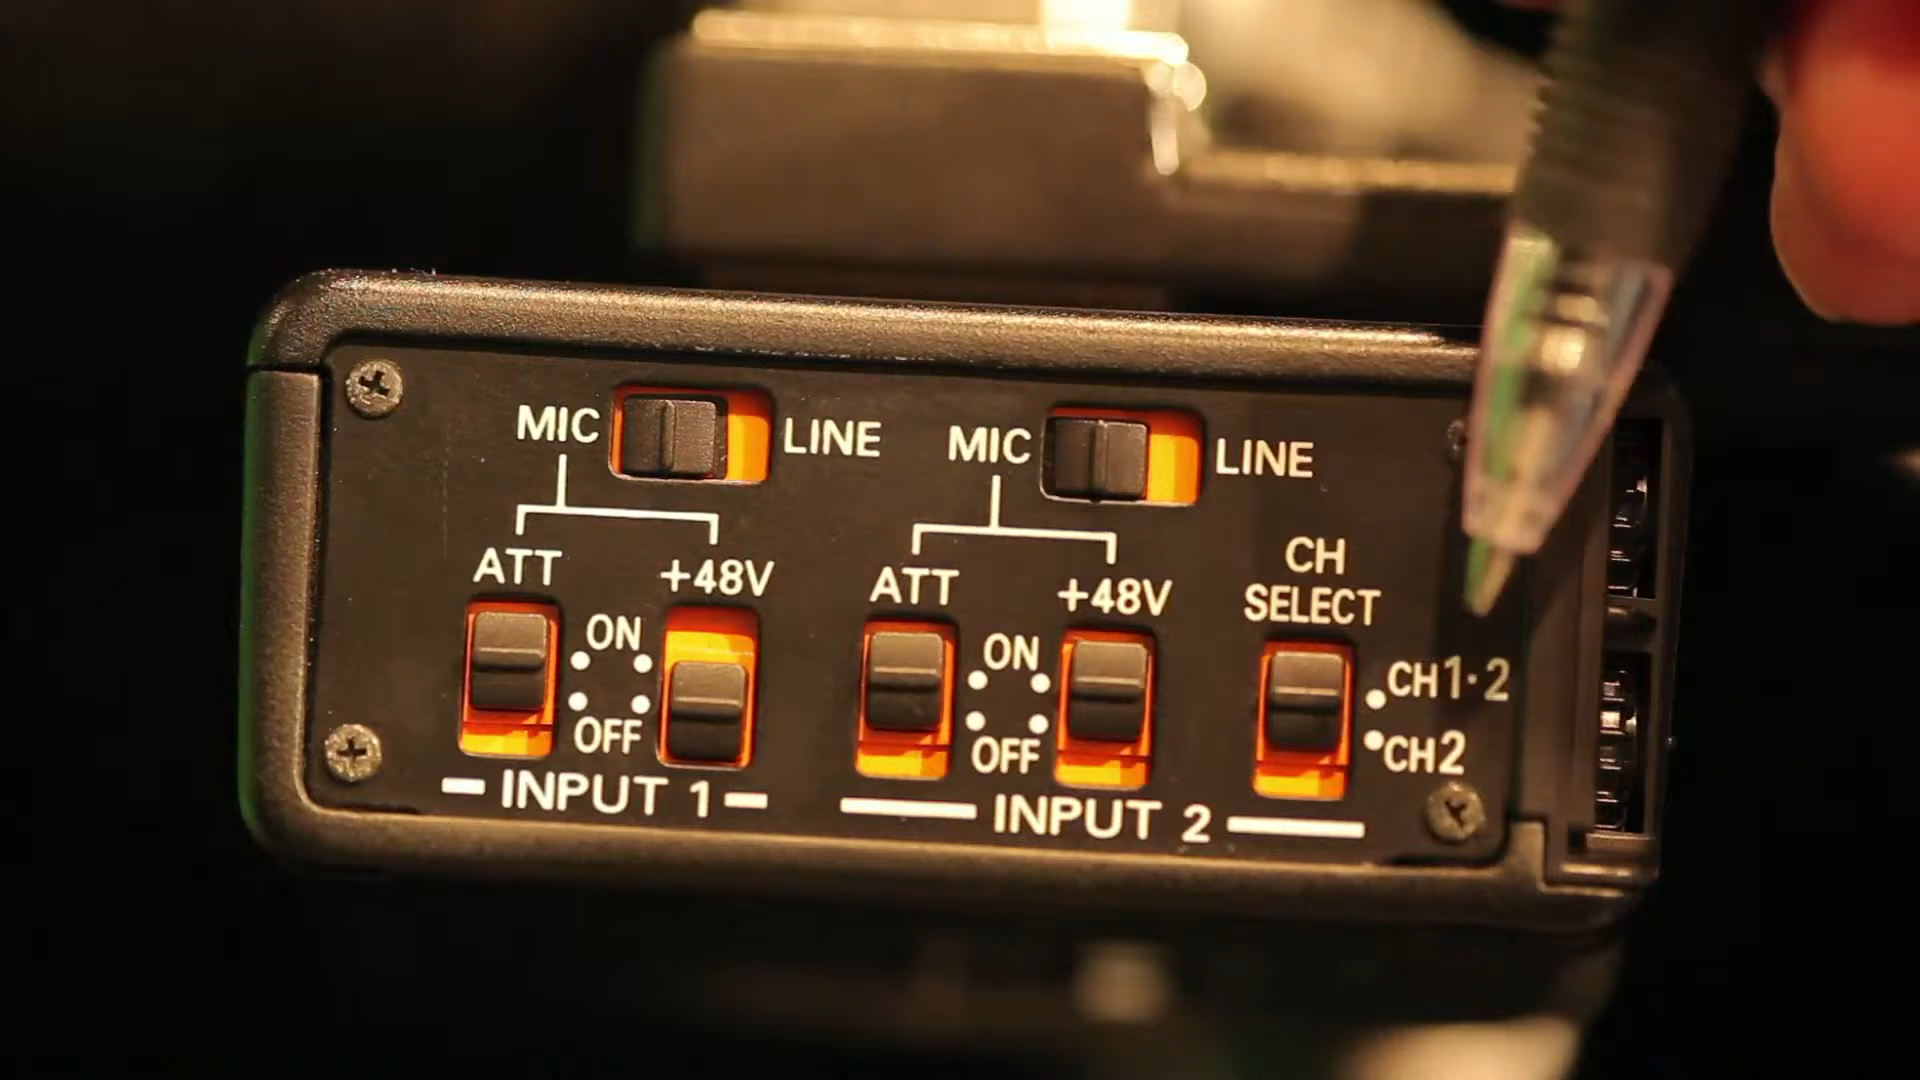 MIC LINE MIC LINE
ATT +48V ATT +48V CH SELECT
ON ON CH1·2
OFF OFF CH2
INPUT 1 INPUT 2